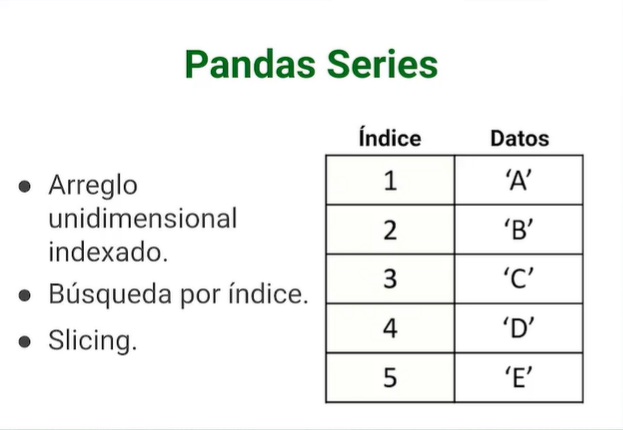 Pandas Series
● Arreglo
unidimensional
indexado.
● Búsqueda por índice.
● Slicing.
Índice Datos
1 ‘A’
2 ‘B’
3 ‘C’
4 ‘D’
5 ‘E’